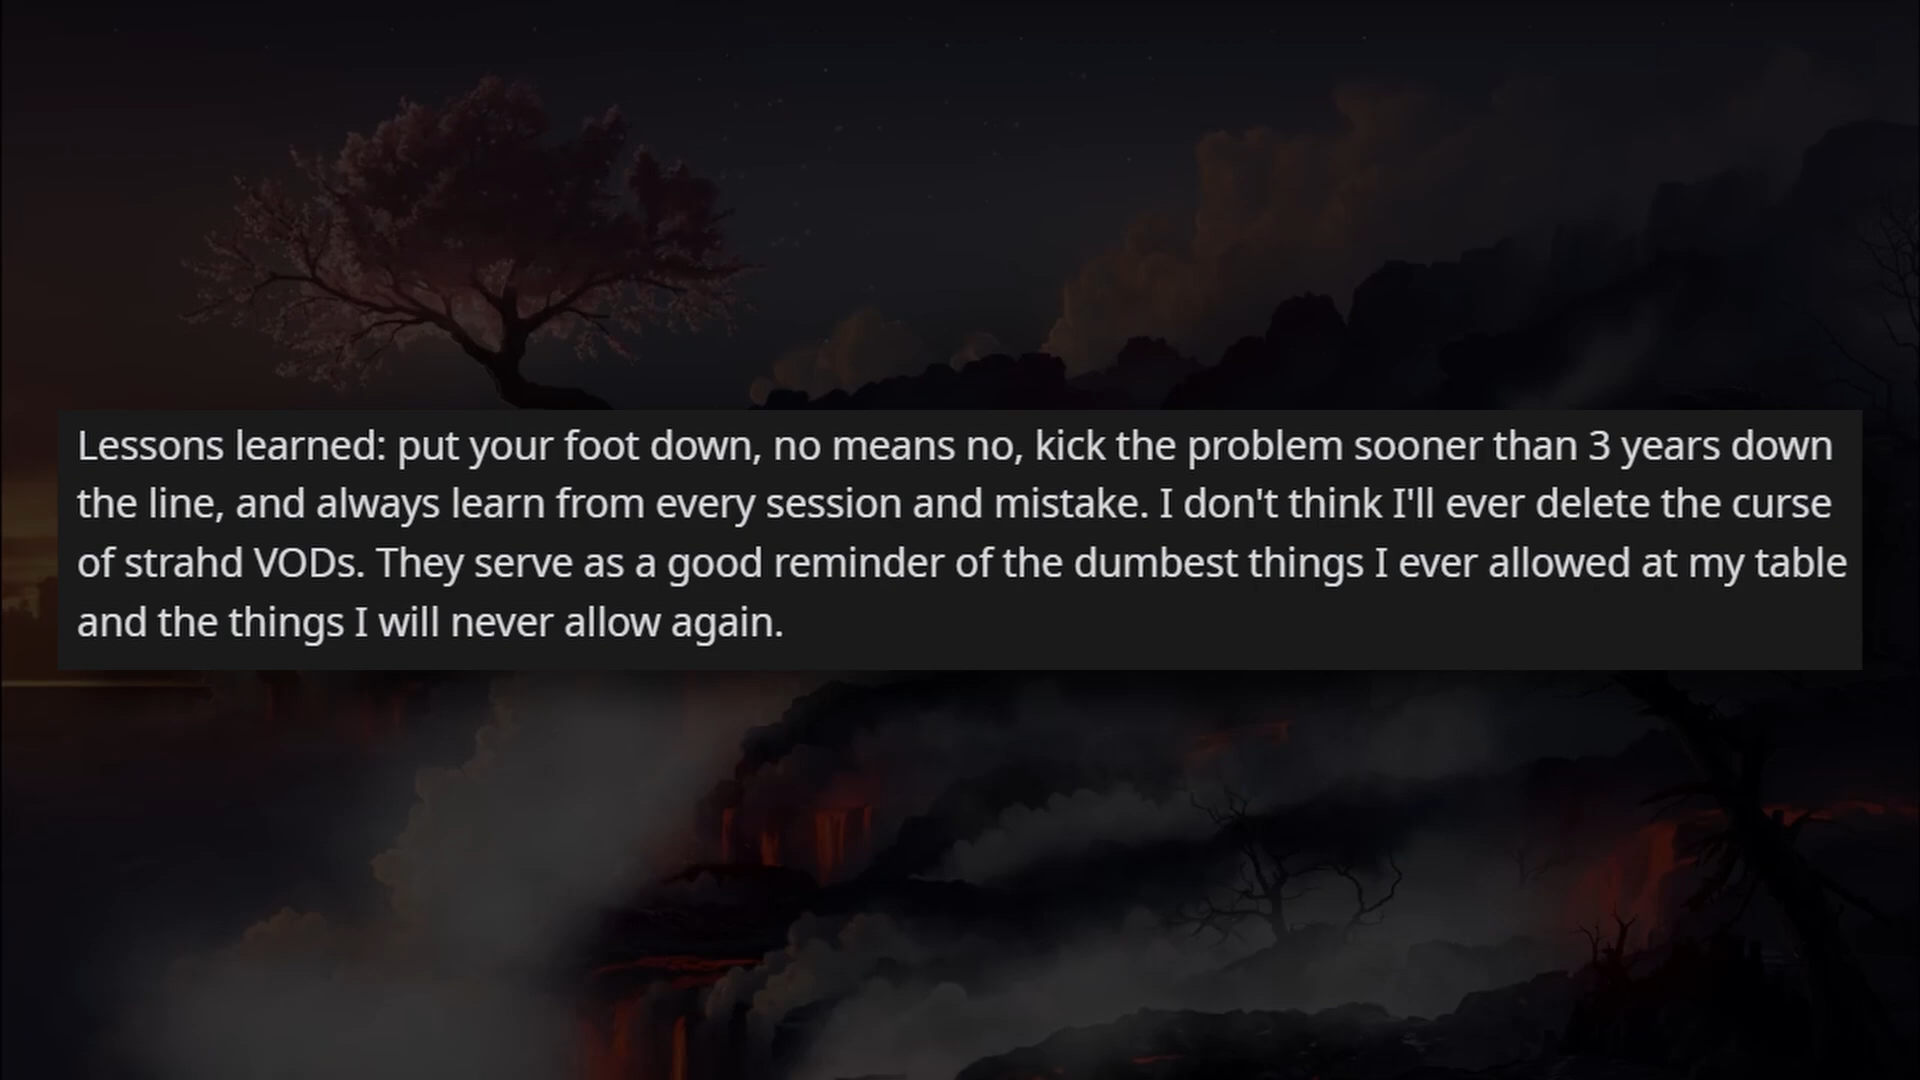 Lessons learned: put your foot down, no means no, kick the problem sooner than 3 years down
the line, and always learn from every session and mistake. I don't think I'll ever delete the curse
of strahd VODs. They serve as a good reminder of the dumbest things I ever allowed at my table
and the things I will never allow again.